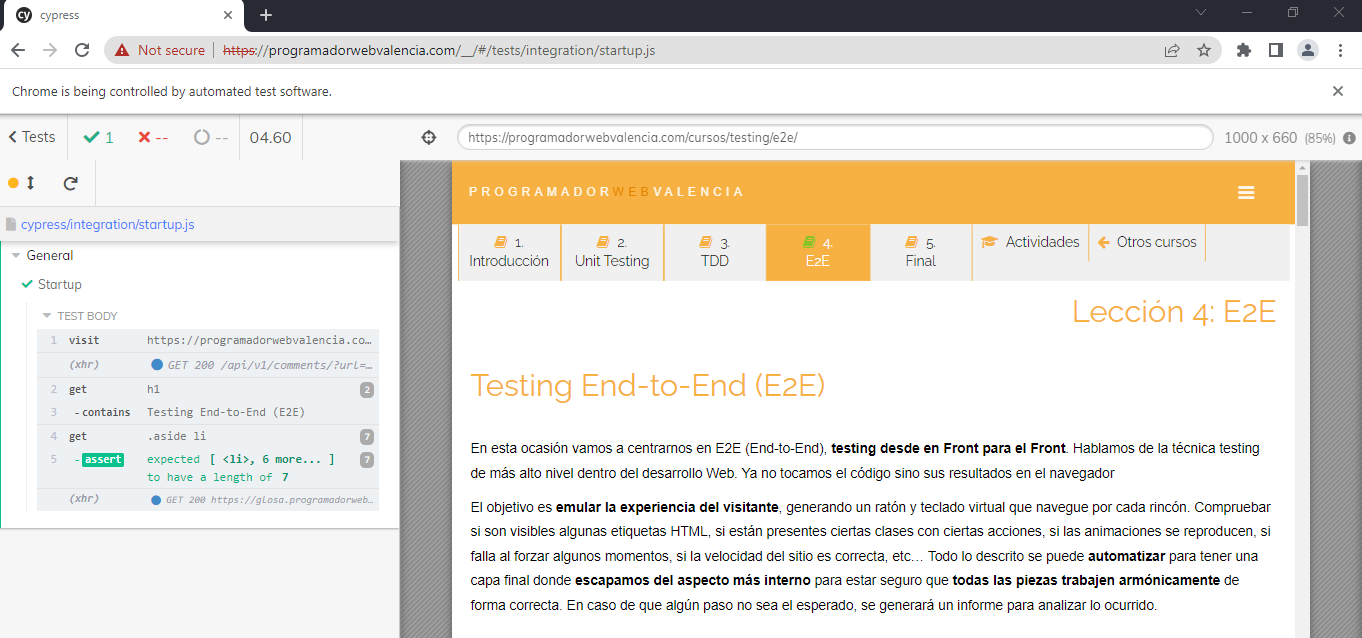 cypress
Not secure https://programadorwebvalencia.com/__/#/tests/integration/startup.js
Chrome is being controlled by automated test software.
Tests 1 -- -- 04.60
https://programadorwebvalencia.com/cursos/testing/e2e/
1000 x 660 (85%)
cypress/integration/startup.js
General
Startup
TEST BODY
1 visit https://programadorwebvalencia.co…
(xhr) GET 200 /api/v1/comments/?url=…
2 get h1 2
3 -contains Testing End-to-End (E2E)
4 get .aside li 7
5 -assert expected [ <li>, 6 more... ] 7
to have a length of 7
(xhr) GET 200 https://glosa.programadorweb…
PROGRAMADORWEBVALENCIA
1.
Introducción
2.
Unit Testing
3.
TDD
4.
E2E
5.
Final
Actividades
Otros cursos
Lección 4: E2E
Testing End-to-End (E2E)
En esta ocasión vamos a centrarnos en E2E (End-to-End), testing desde en Front para el Front. Hablamos de la técnica testing
de más alto nivel dentro del desarrollo Web. Ya no tocamos el código sino sus resultados en el navegador
El objetivo es emular la experiencia del visitante, generando un ratón y teclado virtual que navegue por cada rincón. Compruebar
si son visibles algunas etiquetas HTML, si están presentes ciertas clases con ciertas acciones, si las animaciones se reproducen, si
falla al forzar algunos momentos, si la velocidad del sitio es correcta, etc… Todo lo descrito se puede automatizar para tener una
capa final donde escapamos del aspecto más interno para estar seguro que todas las piezas trabajen armónicamente de
forma correcta. En caso de que algún paso no sea el esperado, se generará un informe para analizar lo ocurrido.